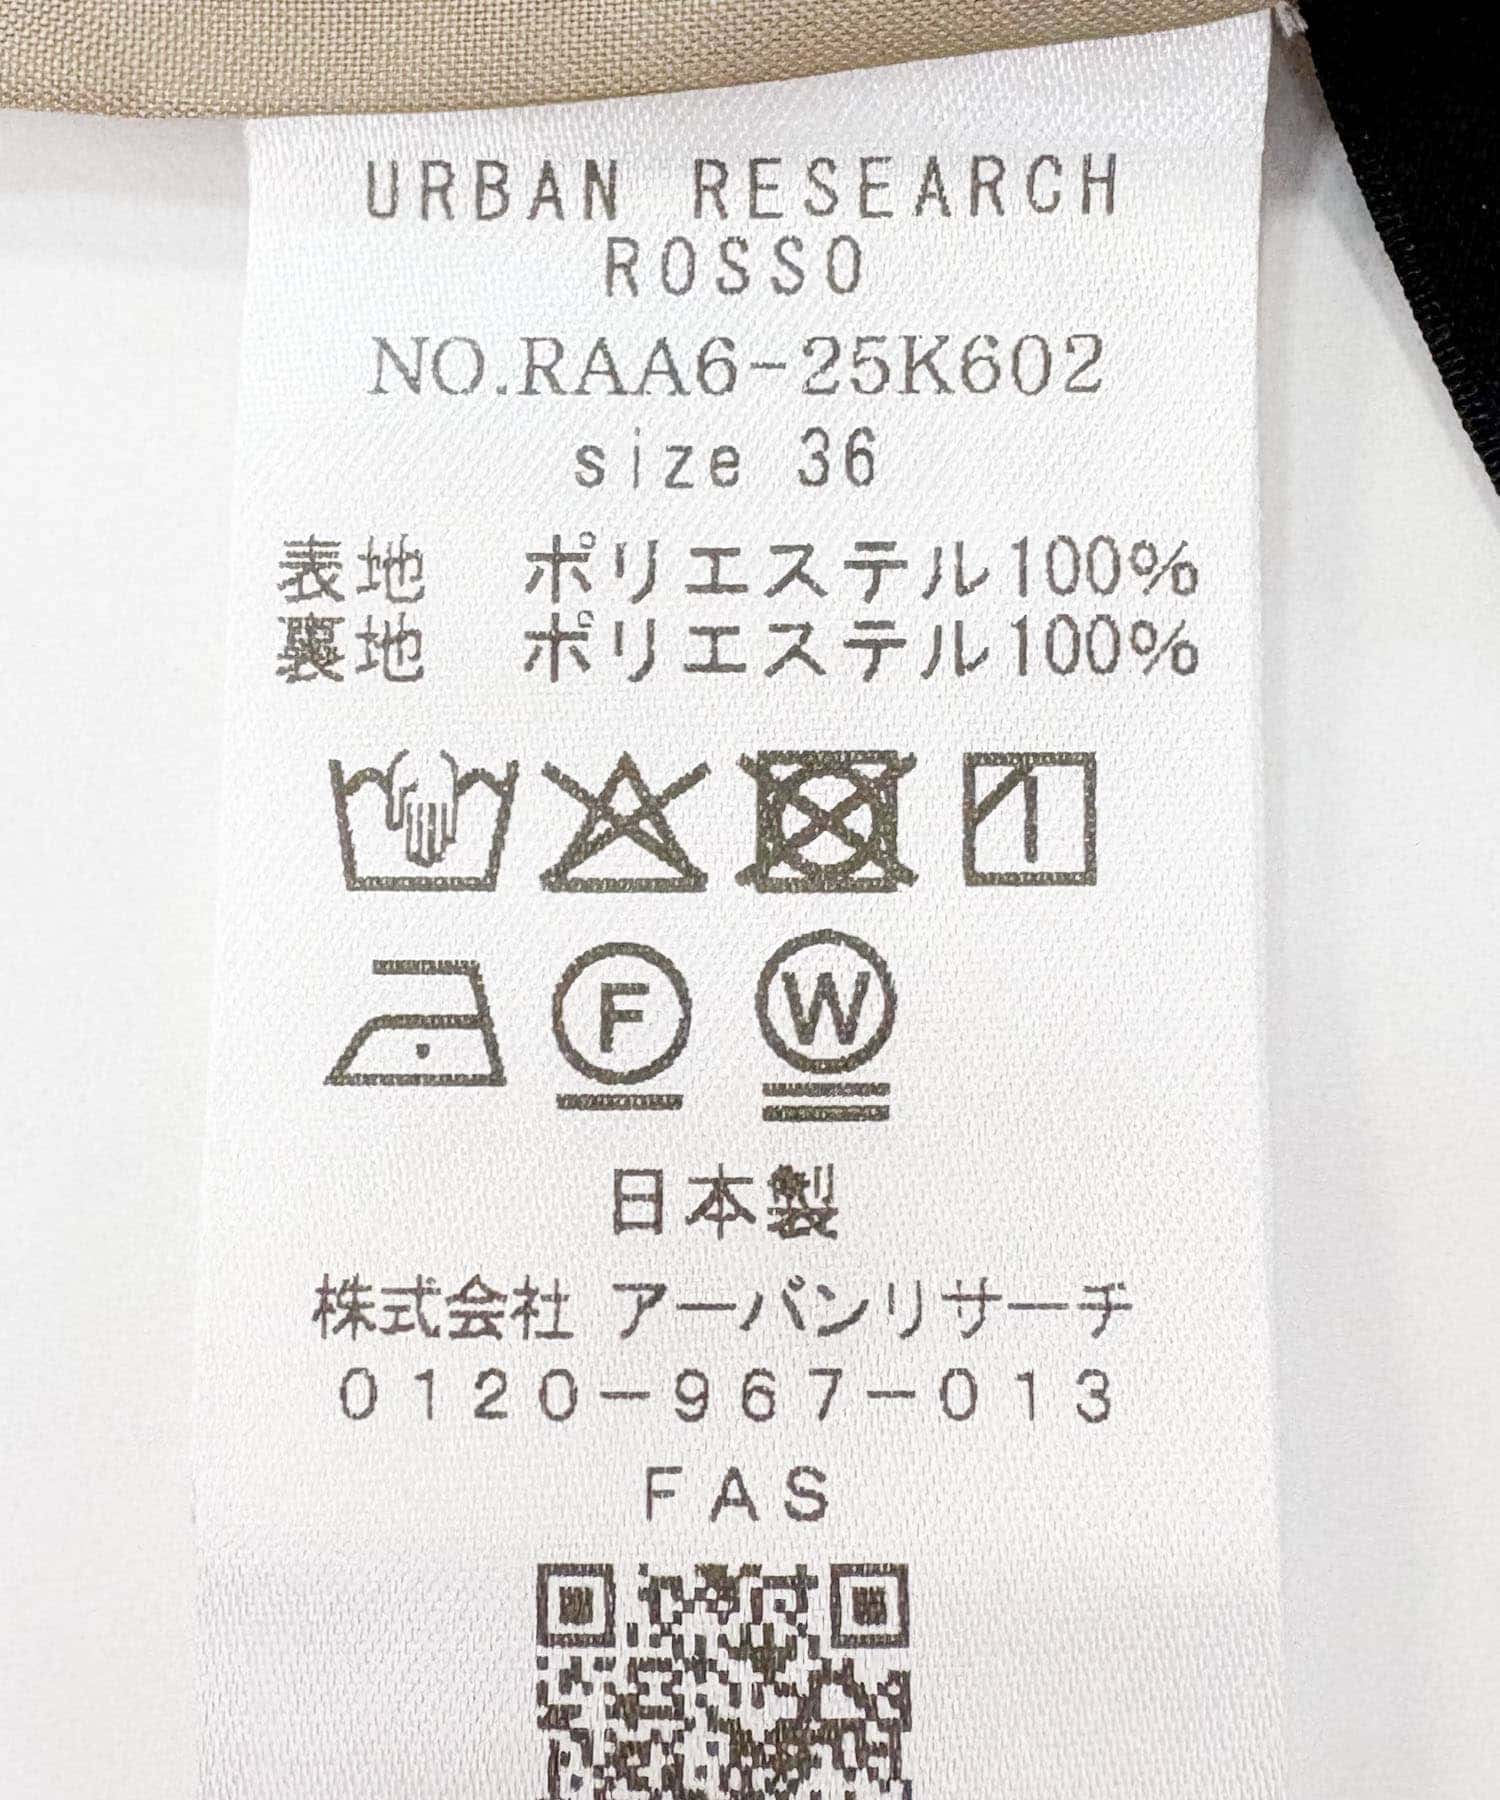 URBAN RESEARCH
ROSSO
NO.RAA6-25K602
size 36
表地 ポリエステル100%
裏地 ポリエステル100%
F W
日本製
株式会社 アーバンリサーチ
0120-967-013
FAS